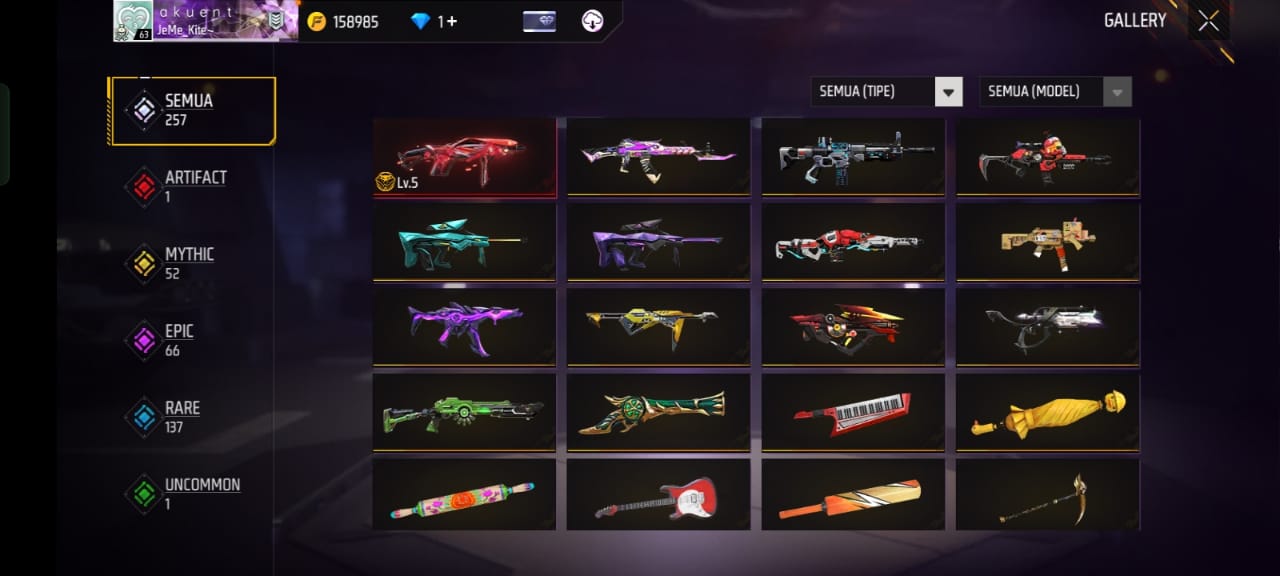 akuent
63
JeMe_Kite~
158985
1+
GALLERY
SEMUA
257
SEMUA (TIPE)
SEMUA (MODEL)
ARTIFACT
1
Lv.5
MYTHIC
52
EPIC
66
RARE
137
UNCOMMON
1